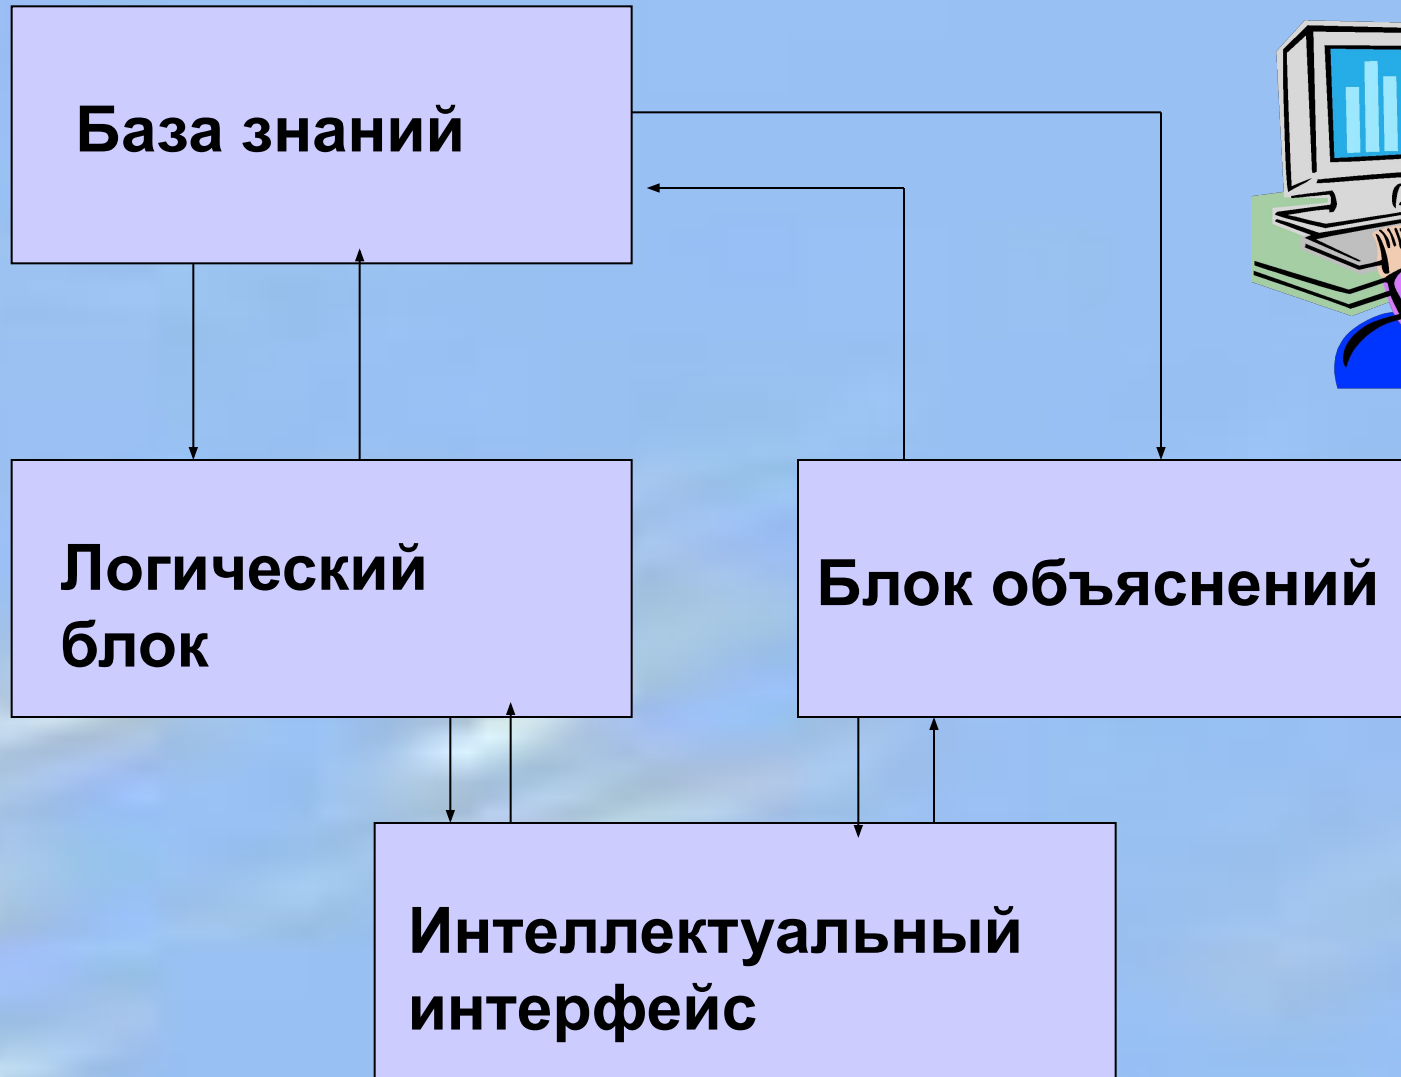 База знаний
Логический
блок
Блок объяснений
Интеллектуальный
интерфейс